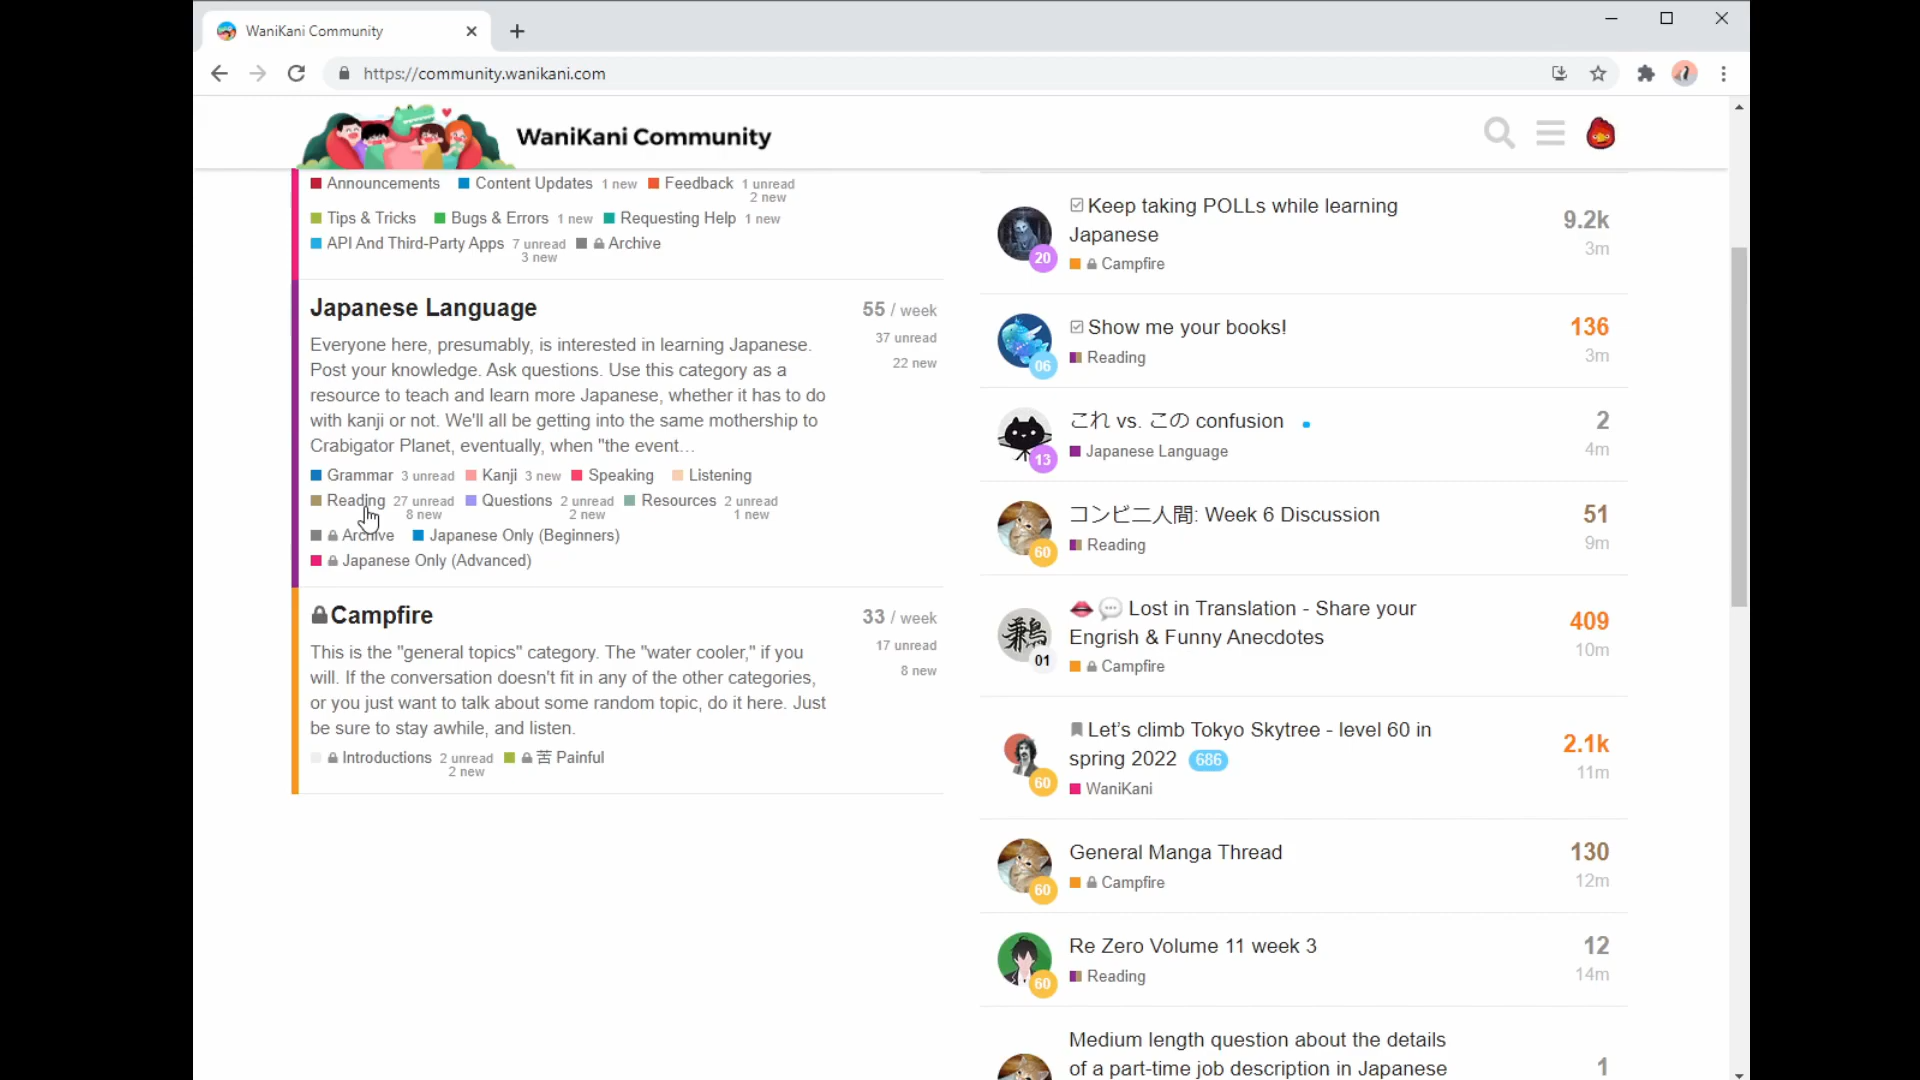 WaniKani Community
https://community.wanikani.com
WaniKani Community
Announcements Content Updates 1 new Feedback 1 unread
2 new
Tips & Tricks Bugs & Errors 1 new Requesting Help 1 new
API And Third-Party Apps 7 unread Archive
3 new
Japanese Language 55 / week
37 unread
22 new
Everyone here, presumably, is interested in learning Japanese.
Post your knowledge. Ask questions. Use this category as a
resource to teach and learn more Japanese, whether it has to do
with kanji or not. We'll all be getting into the same mothership to
Crabigator Planet, eventually, when "the event...
Grammar 3 unread Kanji 3 new Speaking Listening
Reading 27 unread Questions 2 unread Resources 2 unread
8 new 2 new 1 new
Archive Japanese Only (Beginners)
Japanese Only (Advanced)
Campfire 33 / week
17 unread
8 new
This is the "general topics" category. The "water cooler," if you
will. If the conversation doesn't fit in any of the other categories,
or you just want to talk about some random topic, do it here. Just
be sure to stay awhile, and listen.
Introductions 2 unread 苦 Painful
2 new
Keep taking POLLs while learning
Japanese
9.2k
3m
20
Campfire
Show me your books! 136
06
Reading 3m
これ vs. この confusion 2
13
Japanese Language 4m
コンビニ人間: Week 6 Discussion 51
60
Reading 9m
Lost in Translation - Share your
Engrish & Funny Anecdotes
409
10m
鶼
01
Campfire
Let's climb Tokyo Skytree - level 60 in
spring 2022 686
2.1k
11m
60
WaniKani
General Manga Thread 130
60
Campfire 12m
Re Zero Volume 11 week 3 12
60
Reading 14m
Medium length question about the details
of a part-time job description in Japanese 1